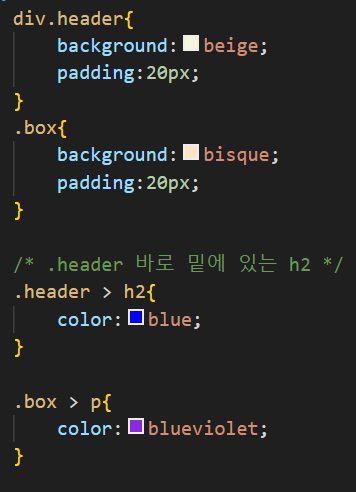 div.header{
    background: beige;
    padding:20px;
}
.box{
    background: bisque;
    padding:20px;
}

/* .header 바로 밑에 있는 h2 */
.header > h2{
    color: blue;
}

.box > p{
    color: blueviolet;
}